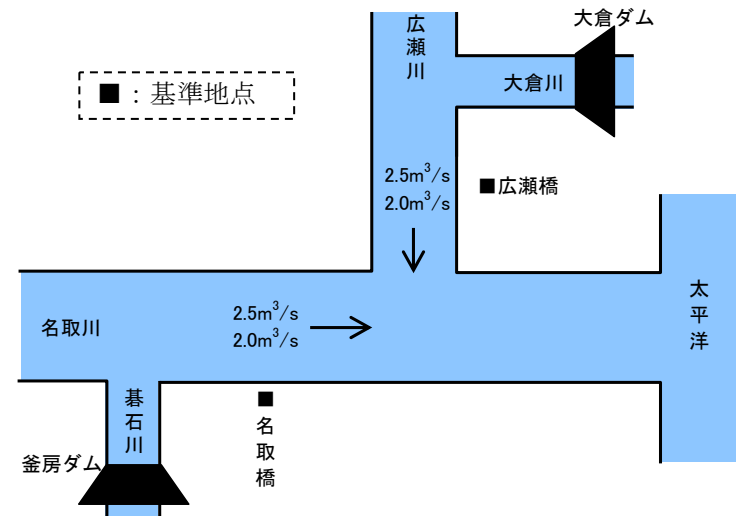 大倉ダム
広瀬川
大倉川
■：基準地点
2.5m³/s
2.0m³/s
■広瀬橋
太平洋
2.5m³/s
2.0m³/s
名取川
碁石川
■名取橋
釜房ダム